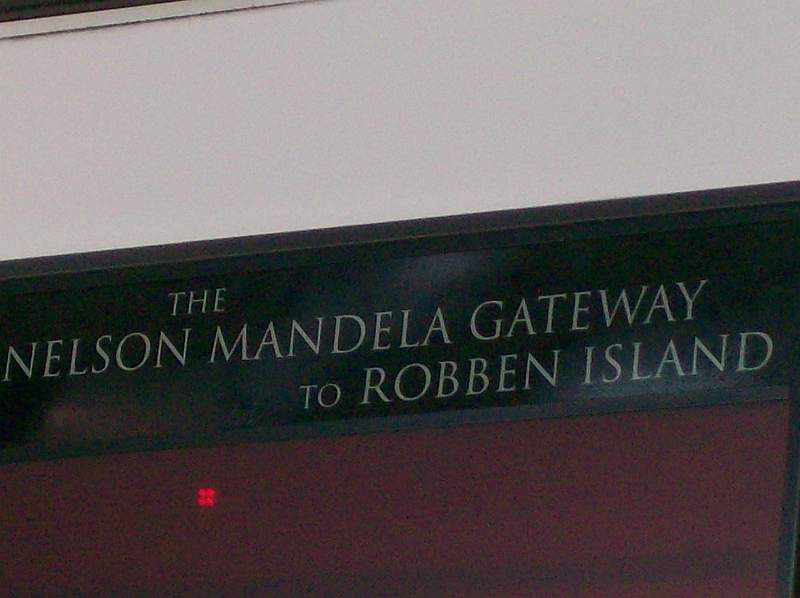 THE
NELSON MANDELA GATEWAY
TO ROBBEN ISLAND